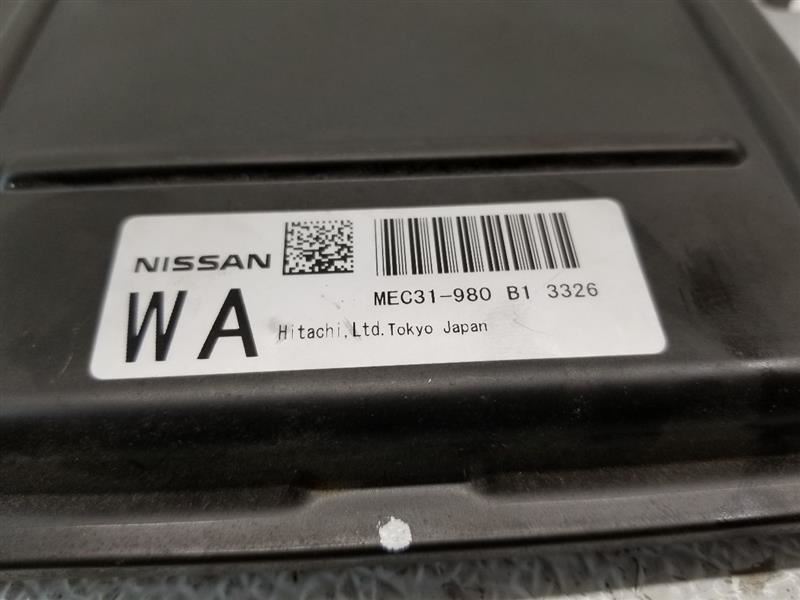 NISSAN
MEC31-980 B1 3326
WA
Hitachi,Ltd.Tokyo Japan